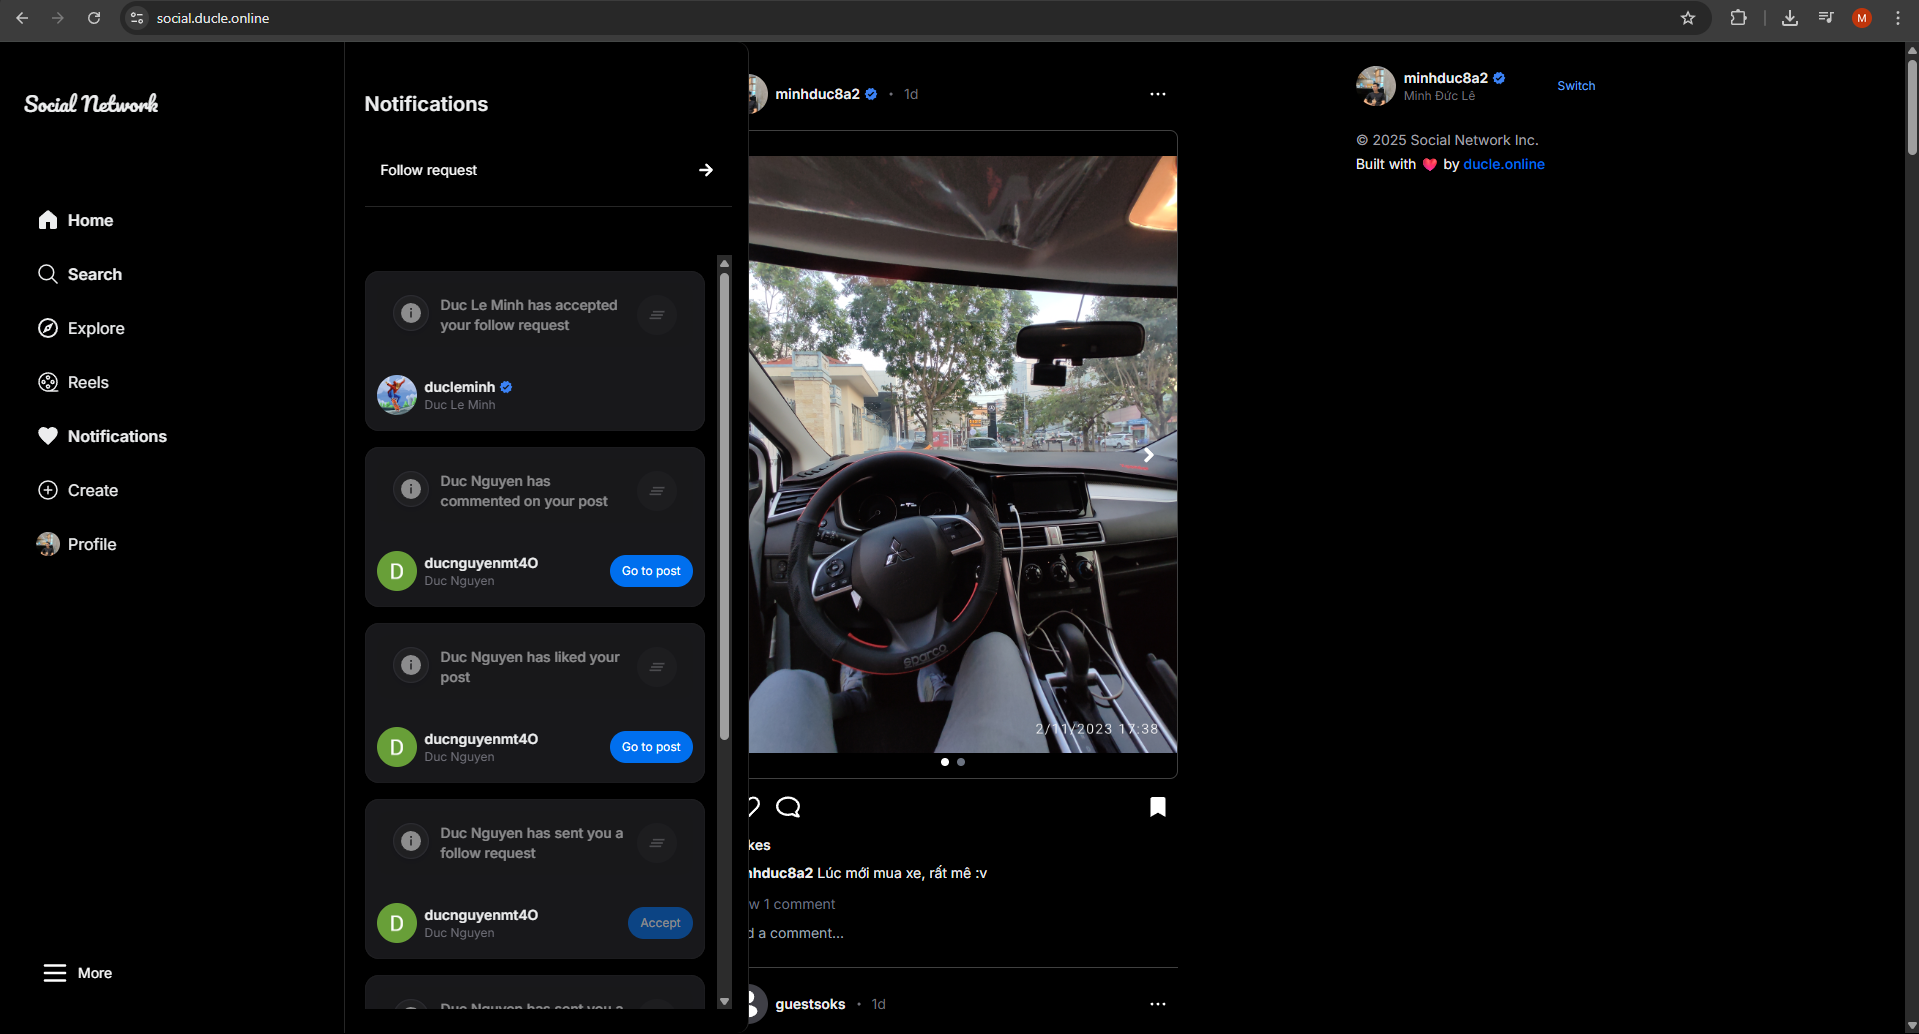 social.ducle.online
M
Social Network
Home
Search
Explore
Reels
Notifications
Create
Profile
More
Notifications
Follow request
Duc Le Minh has accepted
your follow request
ducleminh
Duc Le Minh
Duc Nguyen has
commented on your post
D
ducnguyenmt4O
Duc Nguyen
Go to post
Duc Nguyen has liked your
post
D
ducnguyenmt4O
Duc Nguyen
Go to post
Duc Nguyen has sent you a
follow request
D
ducnguyenmt4O
Duc Nguyen
Accept
Duc Nguyen has sent you a
minhduc8a2 • 1d
sparco
2/11/2023 17:38
kes
nhduc8a2 Lúc mới mua xe, rất mê :v
w 1 comment
d a comment...
guestsoks • 1d
minhduc8a2
Minh Đức Lê
Switch
© 2025 Social Network Inc.
Built with ❤️ by ducle.online